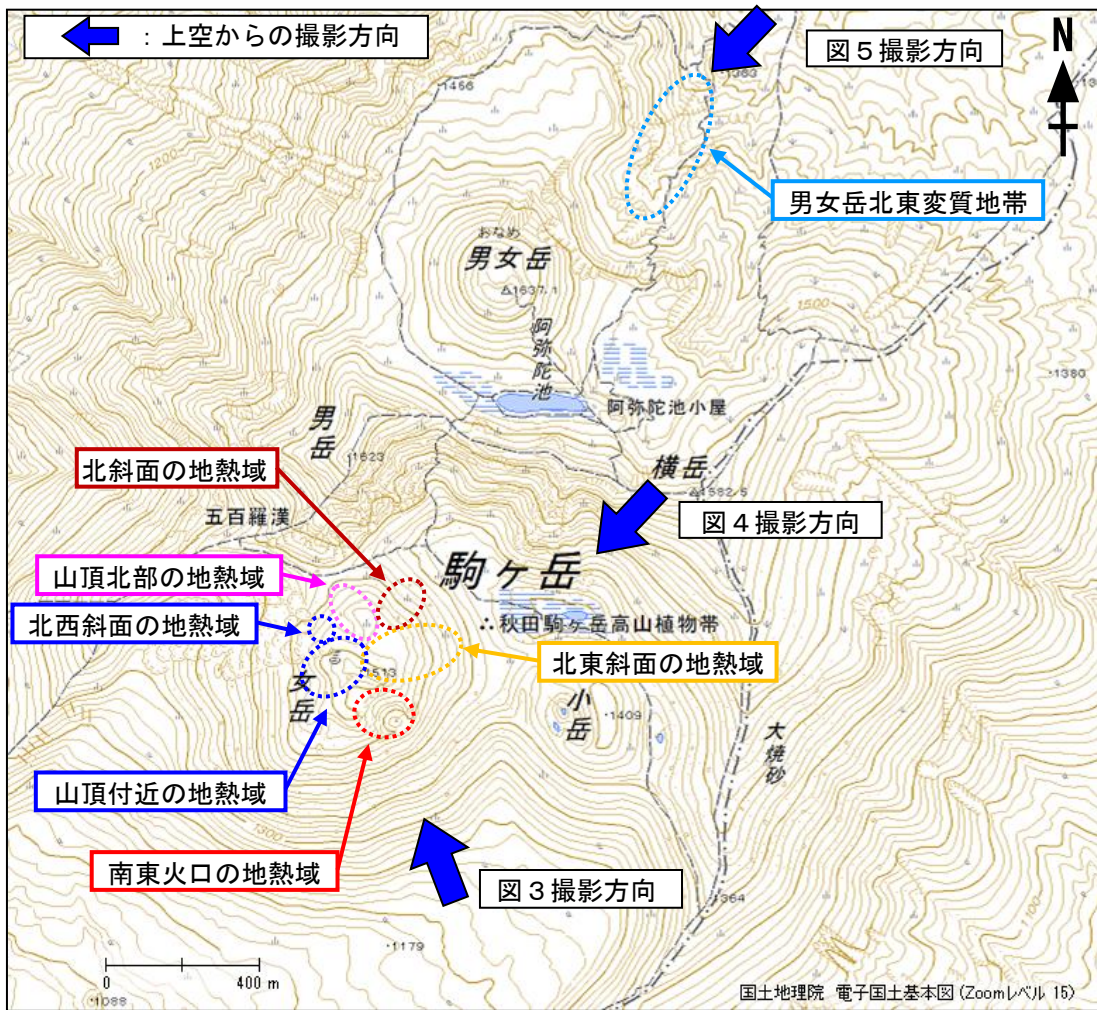 ：上空からの撮影方向
図５撮影方向
N
・1466
・1363
1200
男女岳北東変質地帯
おなめ
男女岳
△1637.1
1500
阿弥陀池
・1380
阿弥陀池小屋
男岳
・1623
横岳
△1582.5
北斜面の地熱域
五百羅漢
図４撮影方向
駒ヶ岳
山頂北部の地熱域
北西斜面の地熱域
∴秋田駒ヶ岳高山植物帯
北東斜面の地熱域
1513
女岳
小岳
・1409
大焼砂
山頂付近の地熱域
1300
南東火口の地熱域
図３撮影方向
・1364
1100
・1179
0
400 m
・1088
国土地理院 電子国土基本図（Zoomレベル 15）